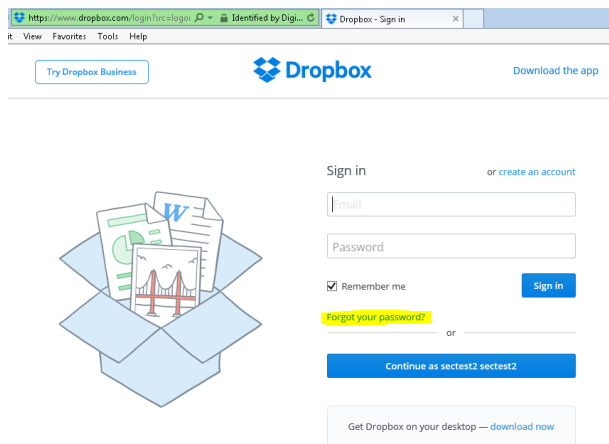 https://www.dropbox.com/login?src=logou Identified by Digi... Dropbox - Sign in
it View Favorites Tools Help
Try Dropbox Business
Dropbox
Download the app
Sign in
or create an account
Email
Password
Remember me
Sign in
Forgot your password?
or
Continue as sectest2 sectest2
Get Dropbox on your desktop — download now
W